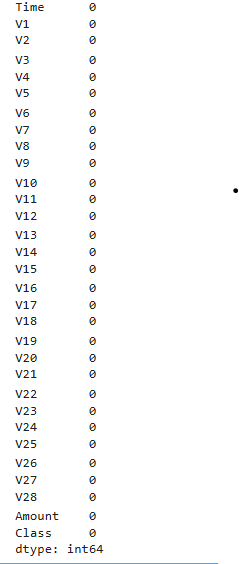 Time 0
V1 0
V2 0
V3 0
V4 0
V5 0
V6 0
V7 0
V8 0
V9 0
V10 0
V11 0
V12 0
V13 0
V14 0
V15 0
V16 0
V17 0
V18 0
V19 0
V20 0
V21 0
V22 0
V23 0
V24 0
V25 0
V26 0
V27 0
V28 0
Amount 0
Class 0
dtype: int64